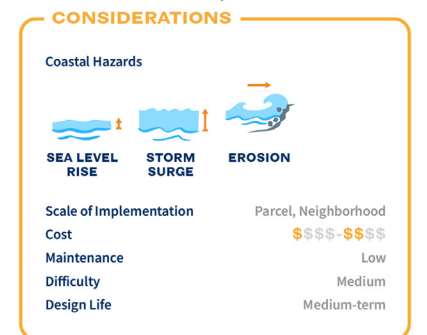 CONSIDERATIONS
Coastal Hazards
SEA LEVEL RISE
STORM SURGE
EROSION
Scale of Implementation Parcel, Neighborhood
Cost $$$$-$$$$
Maintenance Low
Difficulty Medium
Design Life Medium-term